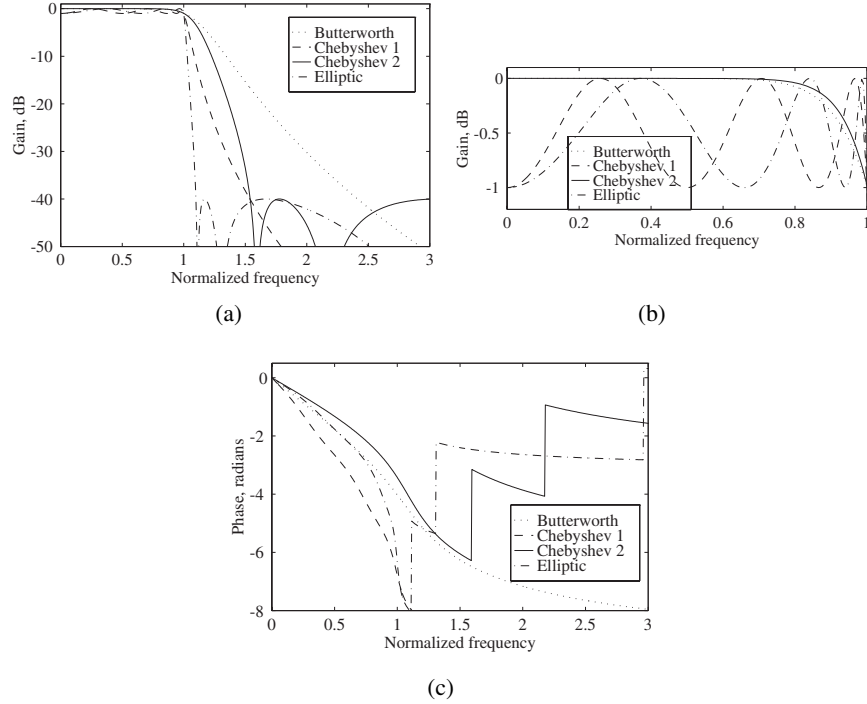 0
-10
-20
-30
-40
-50
Gain, dB
0
0.5
1
1.5
2
2.5
3
Normalized frequency
Butterworth
Chebyshev 1
Chebyshev 2
Elliptic
(a)
0
-0.5
-1
Gain, dB
0
0.2
0.4
0.6
0.8
1
Normalized frequency
Butterworth
Chebyshev 1
Chebyshev 2
Elliptic
(b)
0
-2
-4
-6
-8
Phase, radians
0
0.5
1
1.5
2
2.5
3
Normalized frequency
Butterworth
Chebyshev 1
Chebyshev 2
Elliptic
(c)